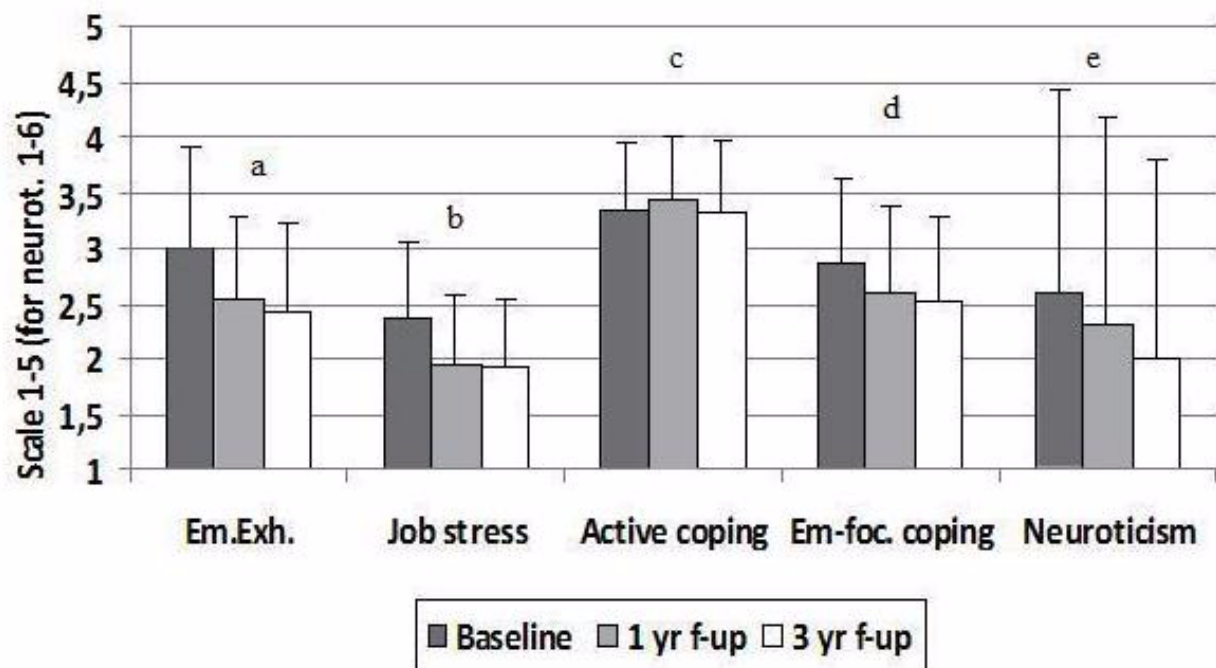 Scale 1-5 (for neurot. 1-6)
5
4,5
4
3,5
3
2,5
2
1,5
1
a
b
c
d
e
Em.Exh.
Job stress
Active coping
Em-foc. coping
Neuroticism
Baseline
1 yr f-up
3 yr f-up